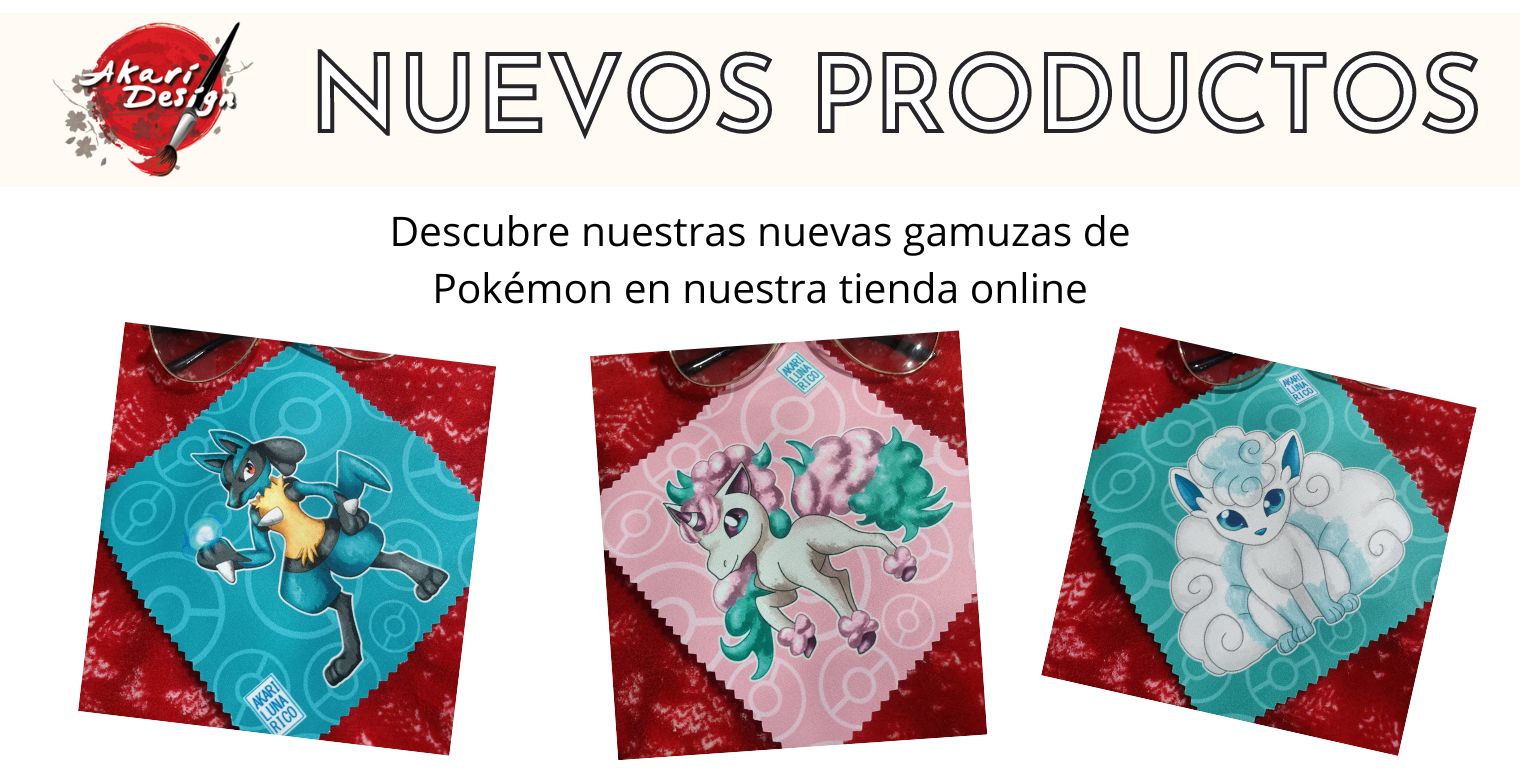 Akari
Design
NUEVOS PRODUCTOS
Descubre nuestras nuevas gamuzas de
Pokémon en nuestra tienda online
AKARI
LUNA
RICO
AKARI
LUNA
RICO
AKARI
LUNA
RICO